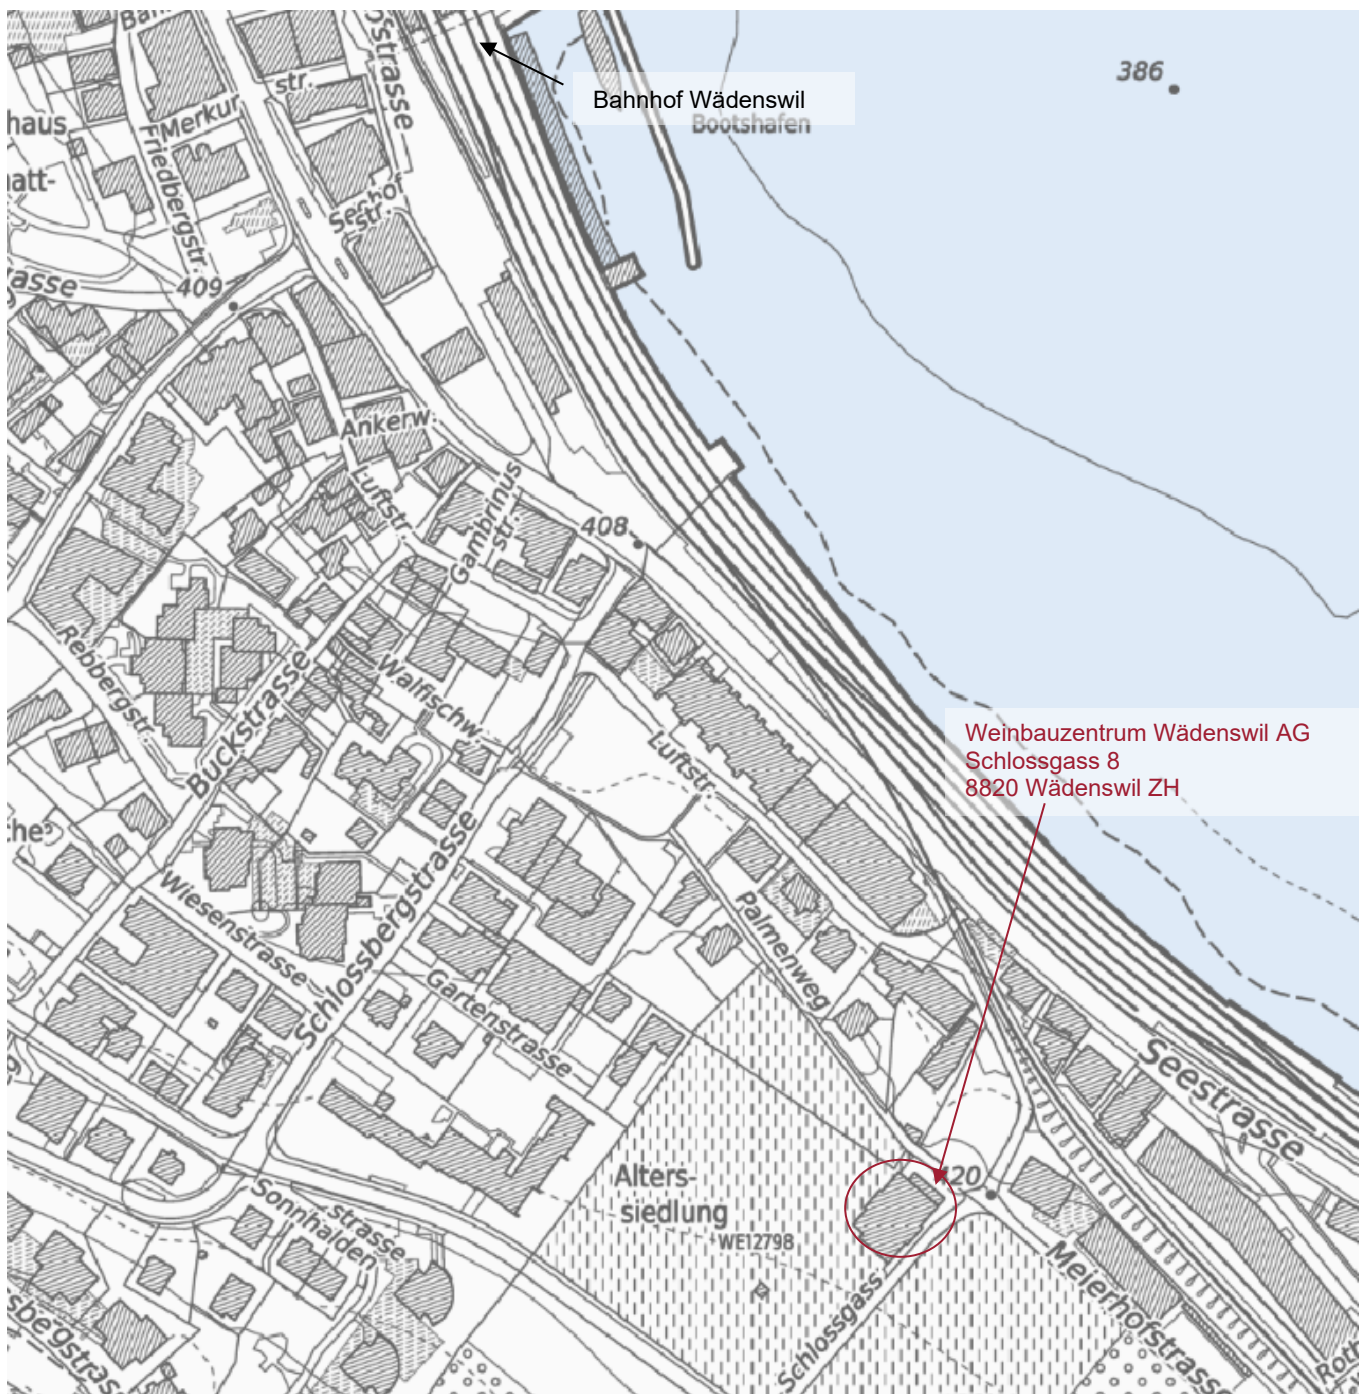 Bahnhof Wädenswil
386
Bootshafen
Merkur
str.
haus
Friedbergstr.
Seehof
str.
409
Ankerw.
Luftstr.
Gambrinus
str.
408
Rebbergstr.
Buckstrasse
Walfischw.
Luftstr.
Weinbauzentrum Wädenswil AG
Schlossgass 8
8820 Wädenswil ZH
Wiesenstrasse
Schlossbergstrasse
Palmenweg
Gartenstrasse
Seestrasse
Alters-
siedlung
WE12798
420
Sonnhalden
strasse
Schlossgass
Meierhofstrasse